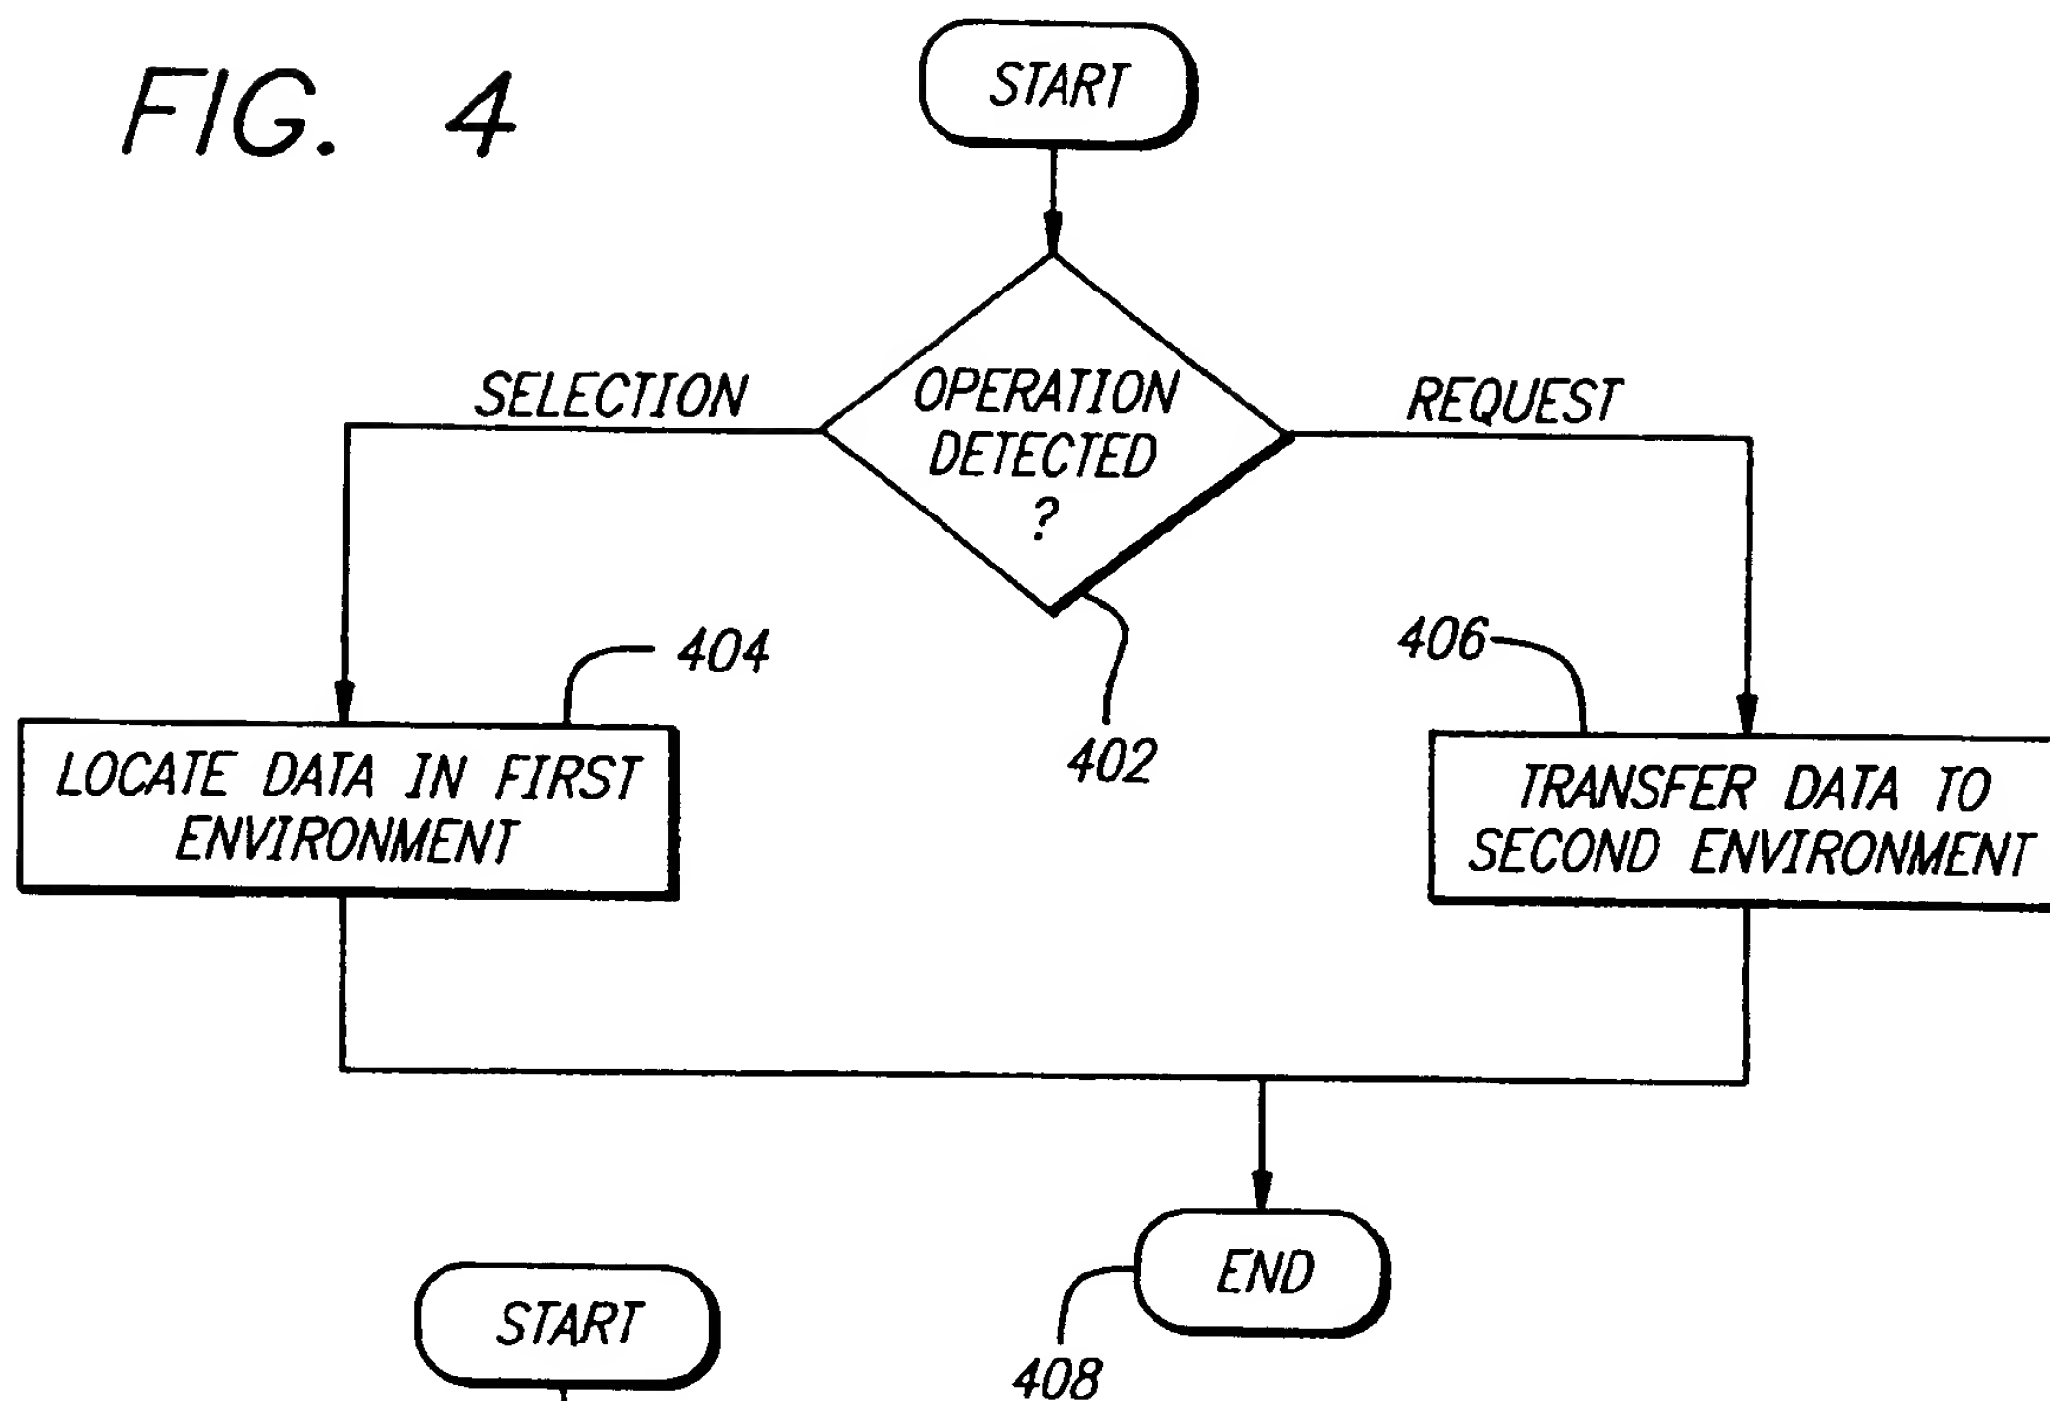 FIG. 4
START
OPERATION
DETECTED
?
SELECTION
REQUEST
402
404
LOCATE DATA IN FIRST
ENVIRONMENT
406
TRANSFER DATA TO
SECOND ENVIRONMENT
END
408
START